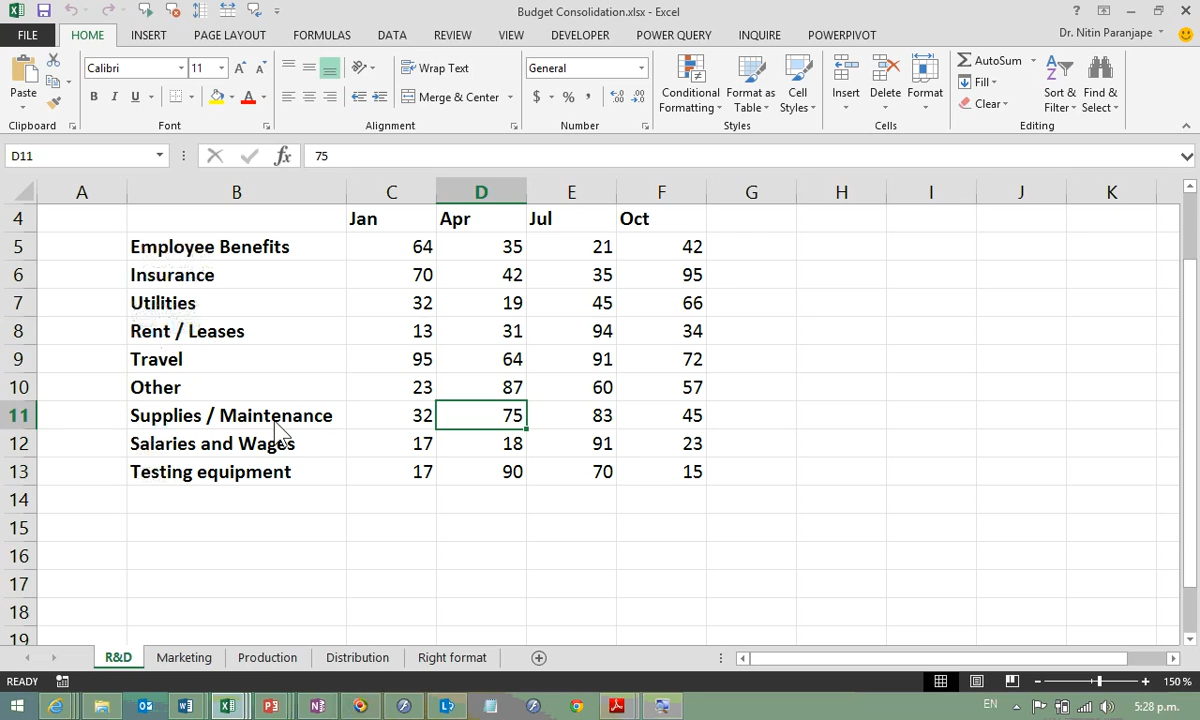 Budget Consolidation.xlsx - Excel
FILE HOME INSERT PAGE LAYOUT FORMULAS DATA REVIEW VIEW DEVELOPER POWER QUERY INQUIRE POWERPIVOT Dr. Nitin Paranjape
Paste
Calibri 11
B I U A
Wrap Text
Merge & Center
General
$ % ,
Conditional Formatting
Format as Table
Cell Styles
Insert
Delete
Format
AutoSum
Fill
Clear
Sort & Filter
Find & Select
Clipboard Font Alignment Number Styles Cells Editing
D11 fx 75
A B C D E F G H I J K
4 Jan Apr Jul Oct
5 Employee Benefits 64 35 21 42
6 Insurance 70 42 35 95
7 Utilities 32 19 45 66
8 Rent / Leases 13 31 94 34
9 Travel 95 64 91 72
10 Other 23 87 60 57
11 Supplies / Maintenance 32 75 83 45
12 Salaries and Wages 17 18 91 23
13 Testing equipment 17 90 70 15
14
15
16
17
18
19
R&D Marketing Production Distribution Right format
READY 150 %
EN 5:28 p.m.